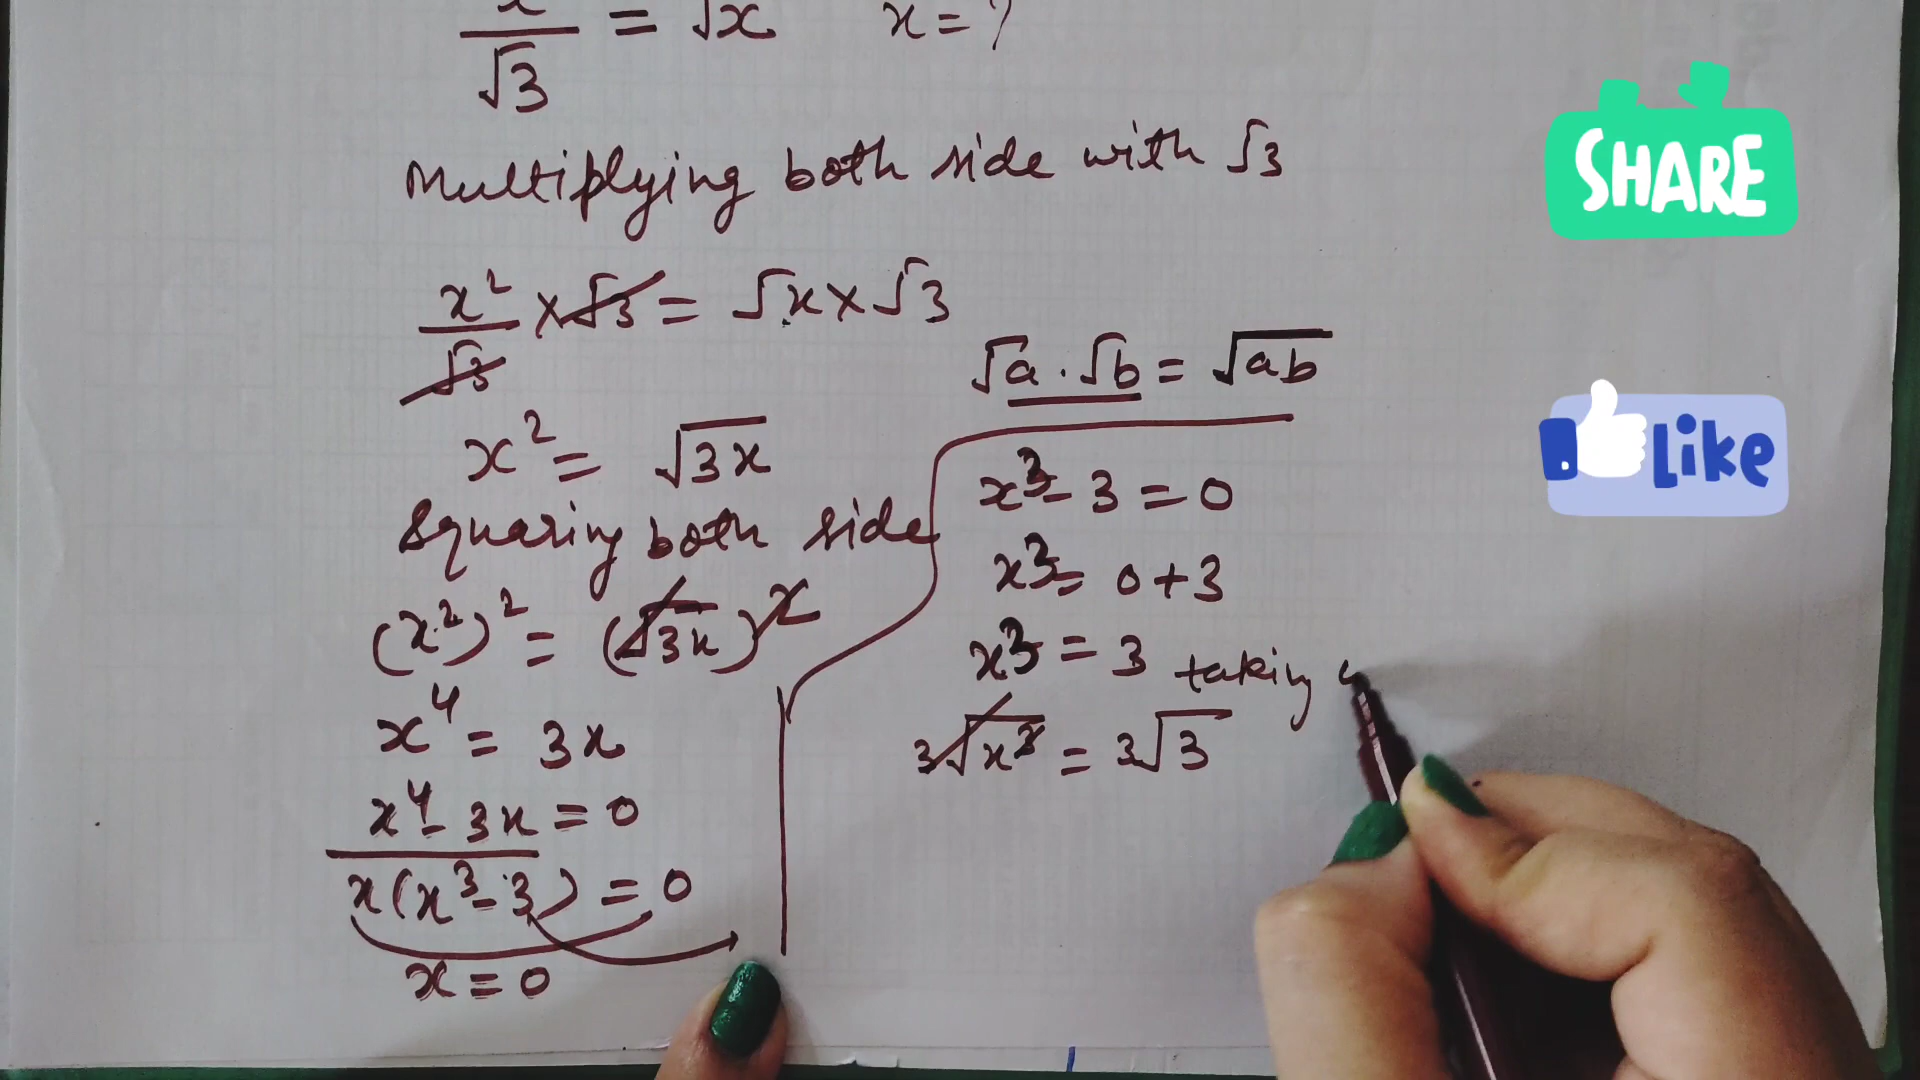 x/√3 = √x x = ?
Multiplying both side with √3
x²/√3 × √3 = √x × √3
x² = √3x
Squaring both side
(x²)² = (√3x)²
x⁴ = 3x
x⁴ - 3x = 0
x(x³ - 3) = 0
x = 0
√a · √b = √ab
x³ - 3 = 0
x³ = 0 + 3
x³ = 3 taking
3√x³ = 3√3
SHARE
Like